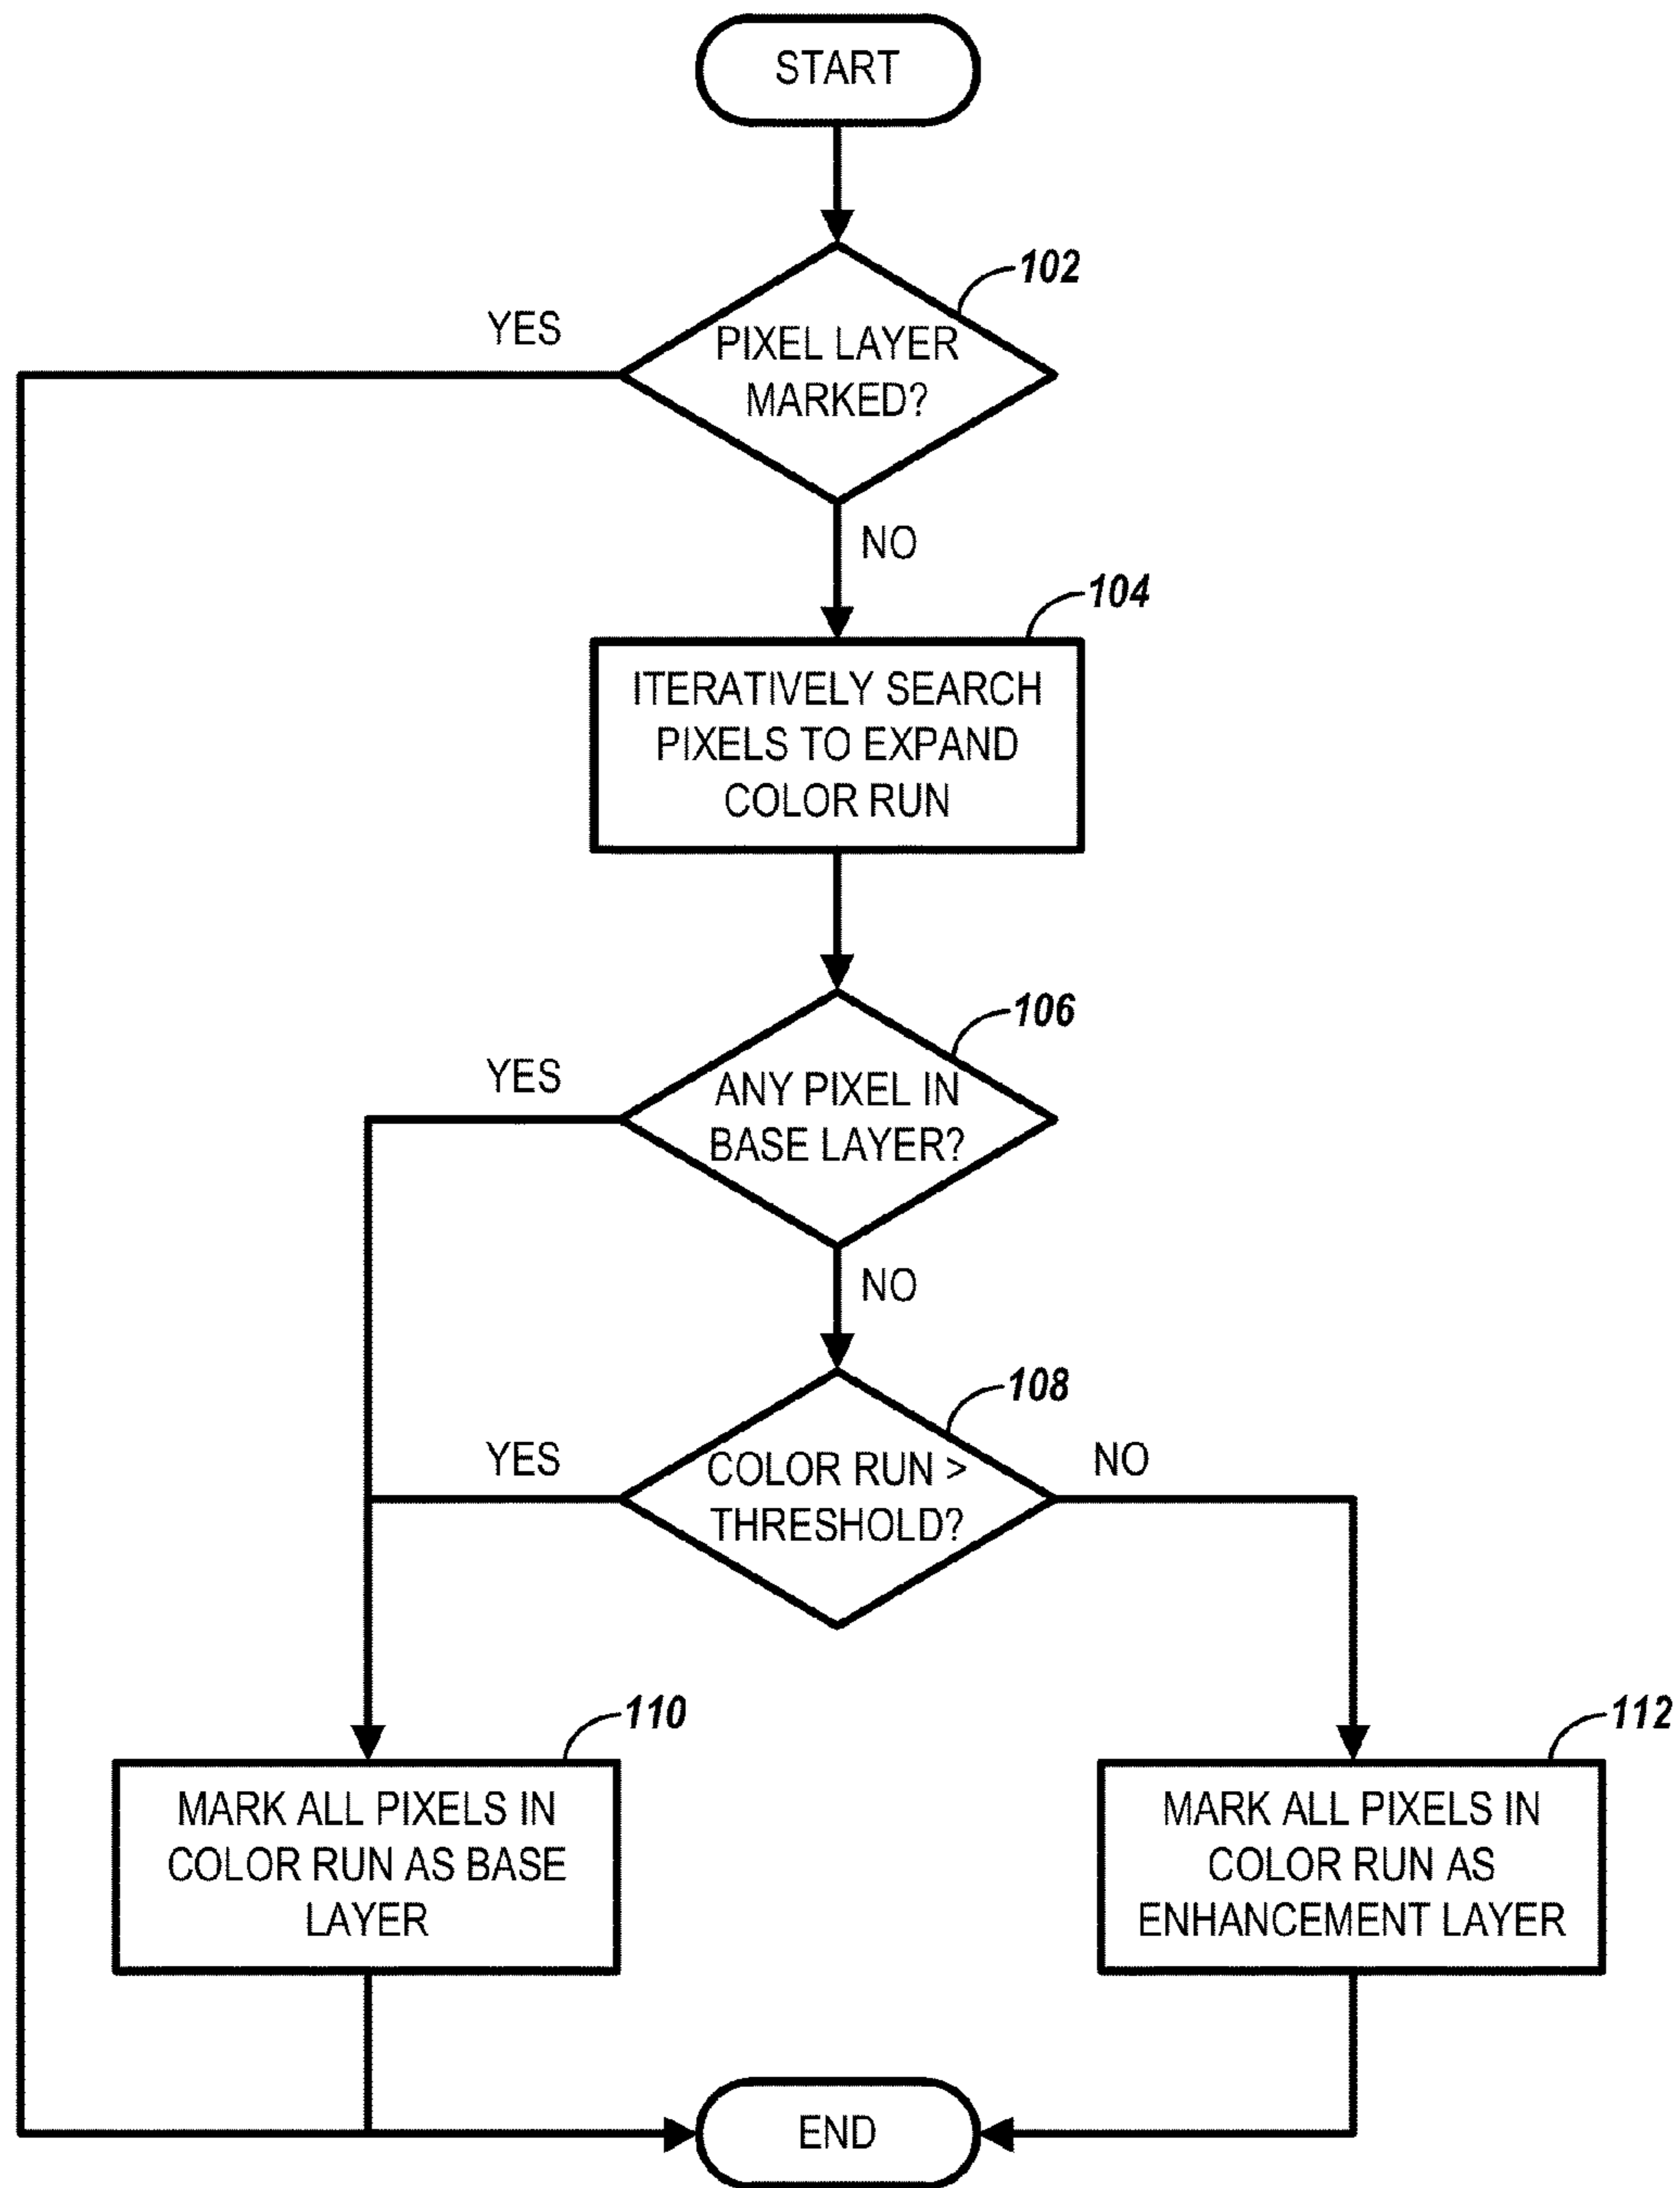 START
102
YES
PIXEL LAYER
MARKED?
NO
104
ITERATIVELY SEARCH
PIXELS TO EXPAND
COLOR RUN
106
YES
ANY PIXEL IN
BASE LAYER?
NO
108
YES
COLOR RUN >
THRESHOLD?
NO
110
MARK ALL PIXELS IN
COLOR RUN AS BASE
LAYER
112
MARK ALL PIXELS IN
COLOR RUN AS
ENHANCEMENT LAYER
END